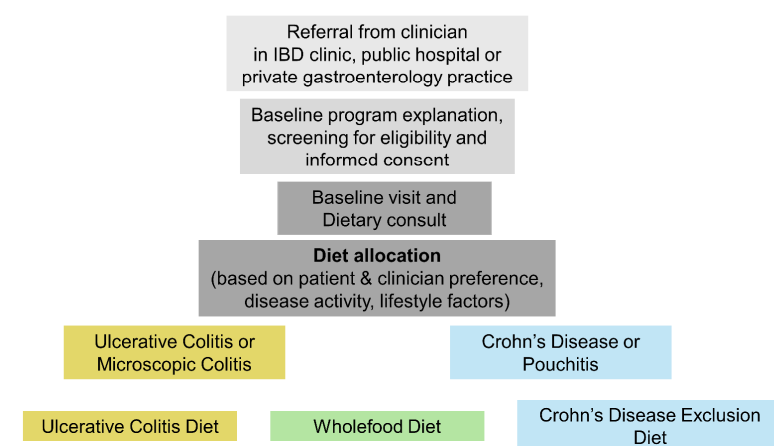 Referral from clinician
in IBD clinic, public hospital or
private gastroenterology practice
Baseline program explanation,
screening for eligibility and
informed consent
Baseline visit and
Dietary consult
Diet allocation
(based on patient & clinician preference,
disease activity, lifestyle factors)
Ulcerative Colitis or
Microscopic Colitis
Crohn’s Disease or
Pouchitis
Ulcerative Colitis Diet
Wholefood Diet
Crohn’s Disease Exclusion
Diet